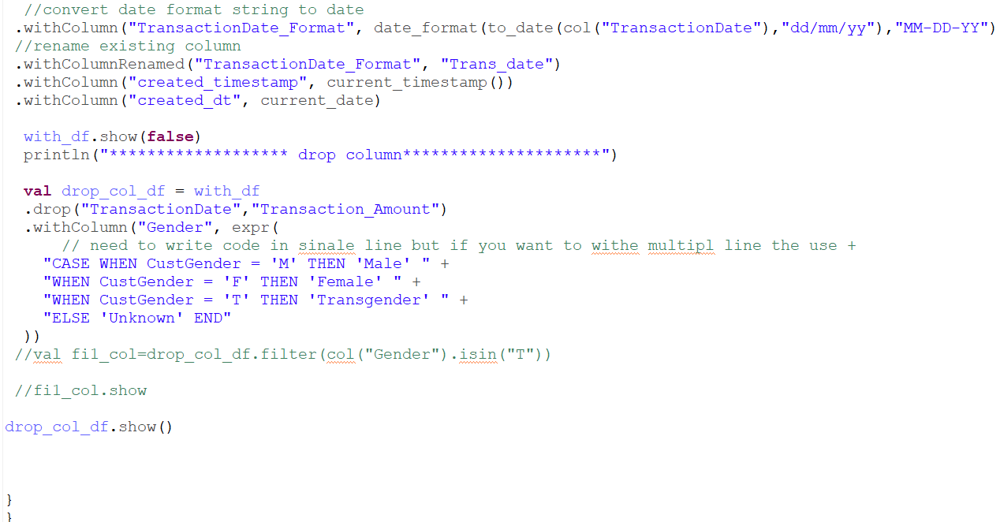 //convert date format string to date
.withColumn("TransactionDate_Format", date_format(to_date(col("TransactionDate"),"dd/mm/yy"),"MM-DD-YY")
//rename existing column
.withColumnRenamed("TransactionDate_Format", "Trans_date")
.withColumn("created_timestamp", current_timestamp())
.withColumn("created_dt", current_date)
with_df.show(false)
println("******************* drop column*********************")
val drop_col_df = with_df
.drop("TransactionDate","Transaction_Amount")
.withColumn("Gender", expr(
// need to write code in sinale line but if you want to withe multipl line the use +
"CASE WHEN CustGender = 'M' THEN 'Male' " +
"WHEN CustGender = 'F' THEN 'Female' " +
"WHEN CustGender = 'T' THEN 'Transgender' " +
"ELSE 'Unknown' END"
))
//val fil_col=drop_col_df.filter(col("Gender").isin("T"))
//fil_col.show
drop_col_df.show()
}
}